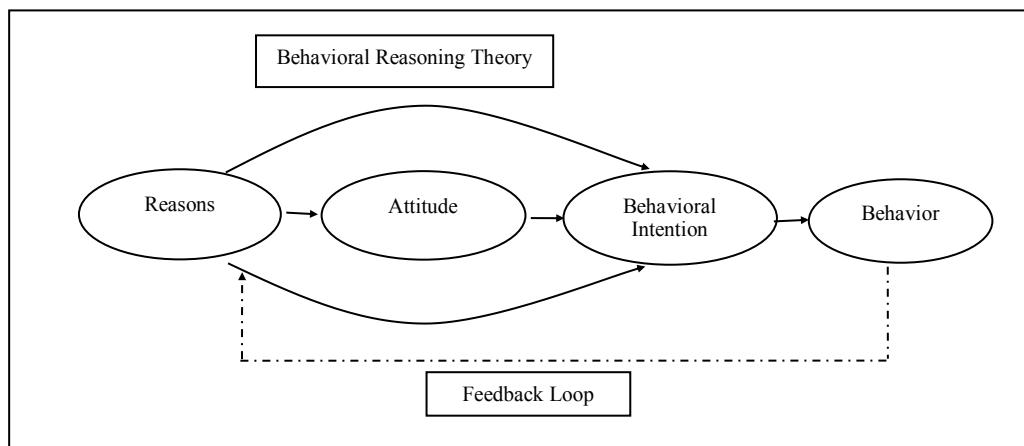 Behavioral Reasoning Theory
Reasons
Attitude
Behavioral
Intention
Behavior
Feedback Loop